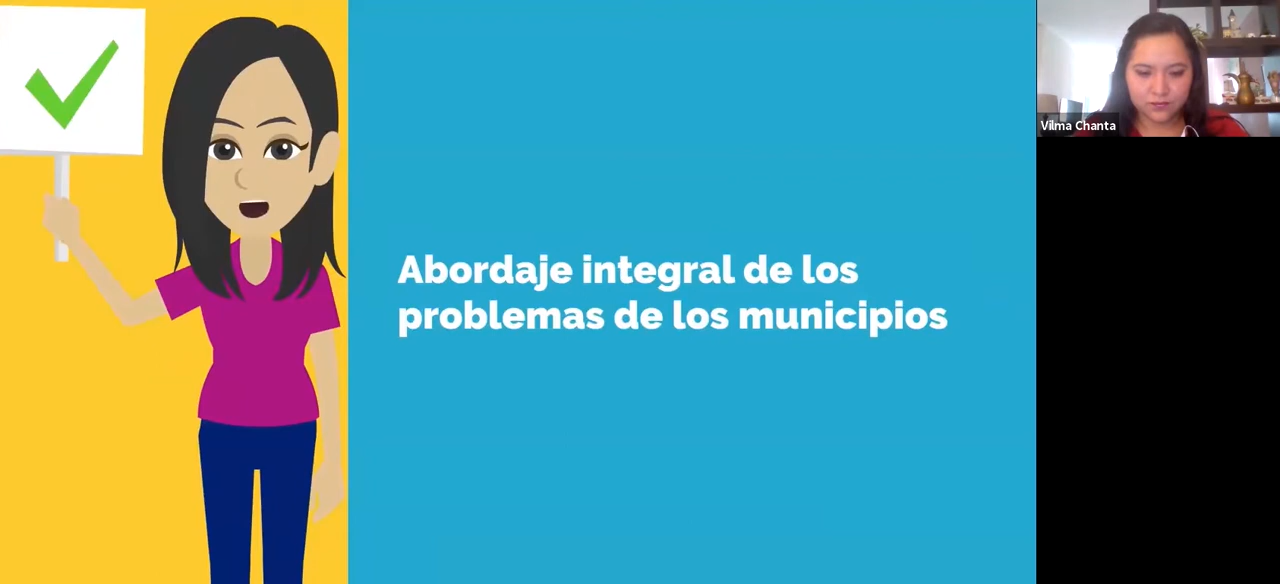 Abordaje integral de los
problemas de los municipios
Vilma Chanta